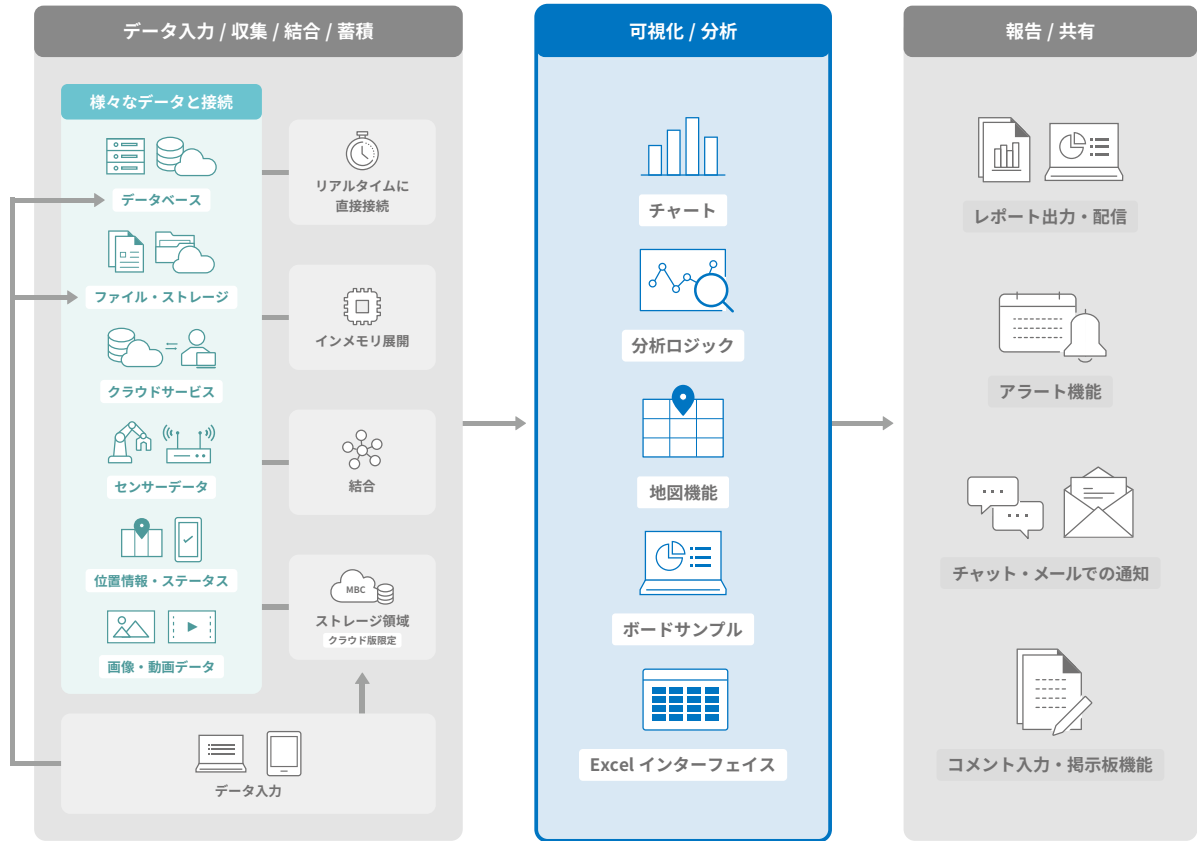 データ入力 / 収集 / 結合 / 蓄積
様々なデータと接続
データベース
ファイル・ストレージ
クラウドサービス
センサーデータ
位置情報・ステータス
画像・動画データ
リアルタイムに
直接接続
インメモリ展開
結合
MBC
ストレージ領域
クラウド版限定
データ入力
可視化 / 分析
チャート
分析ロジック
地図機能
ボードサンプル
Excel インターフェイス
報告 / 共有
レポート出力・配信
アラート機能
チャット・メールでの通知
コメント入力・掲示板機能